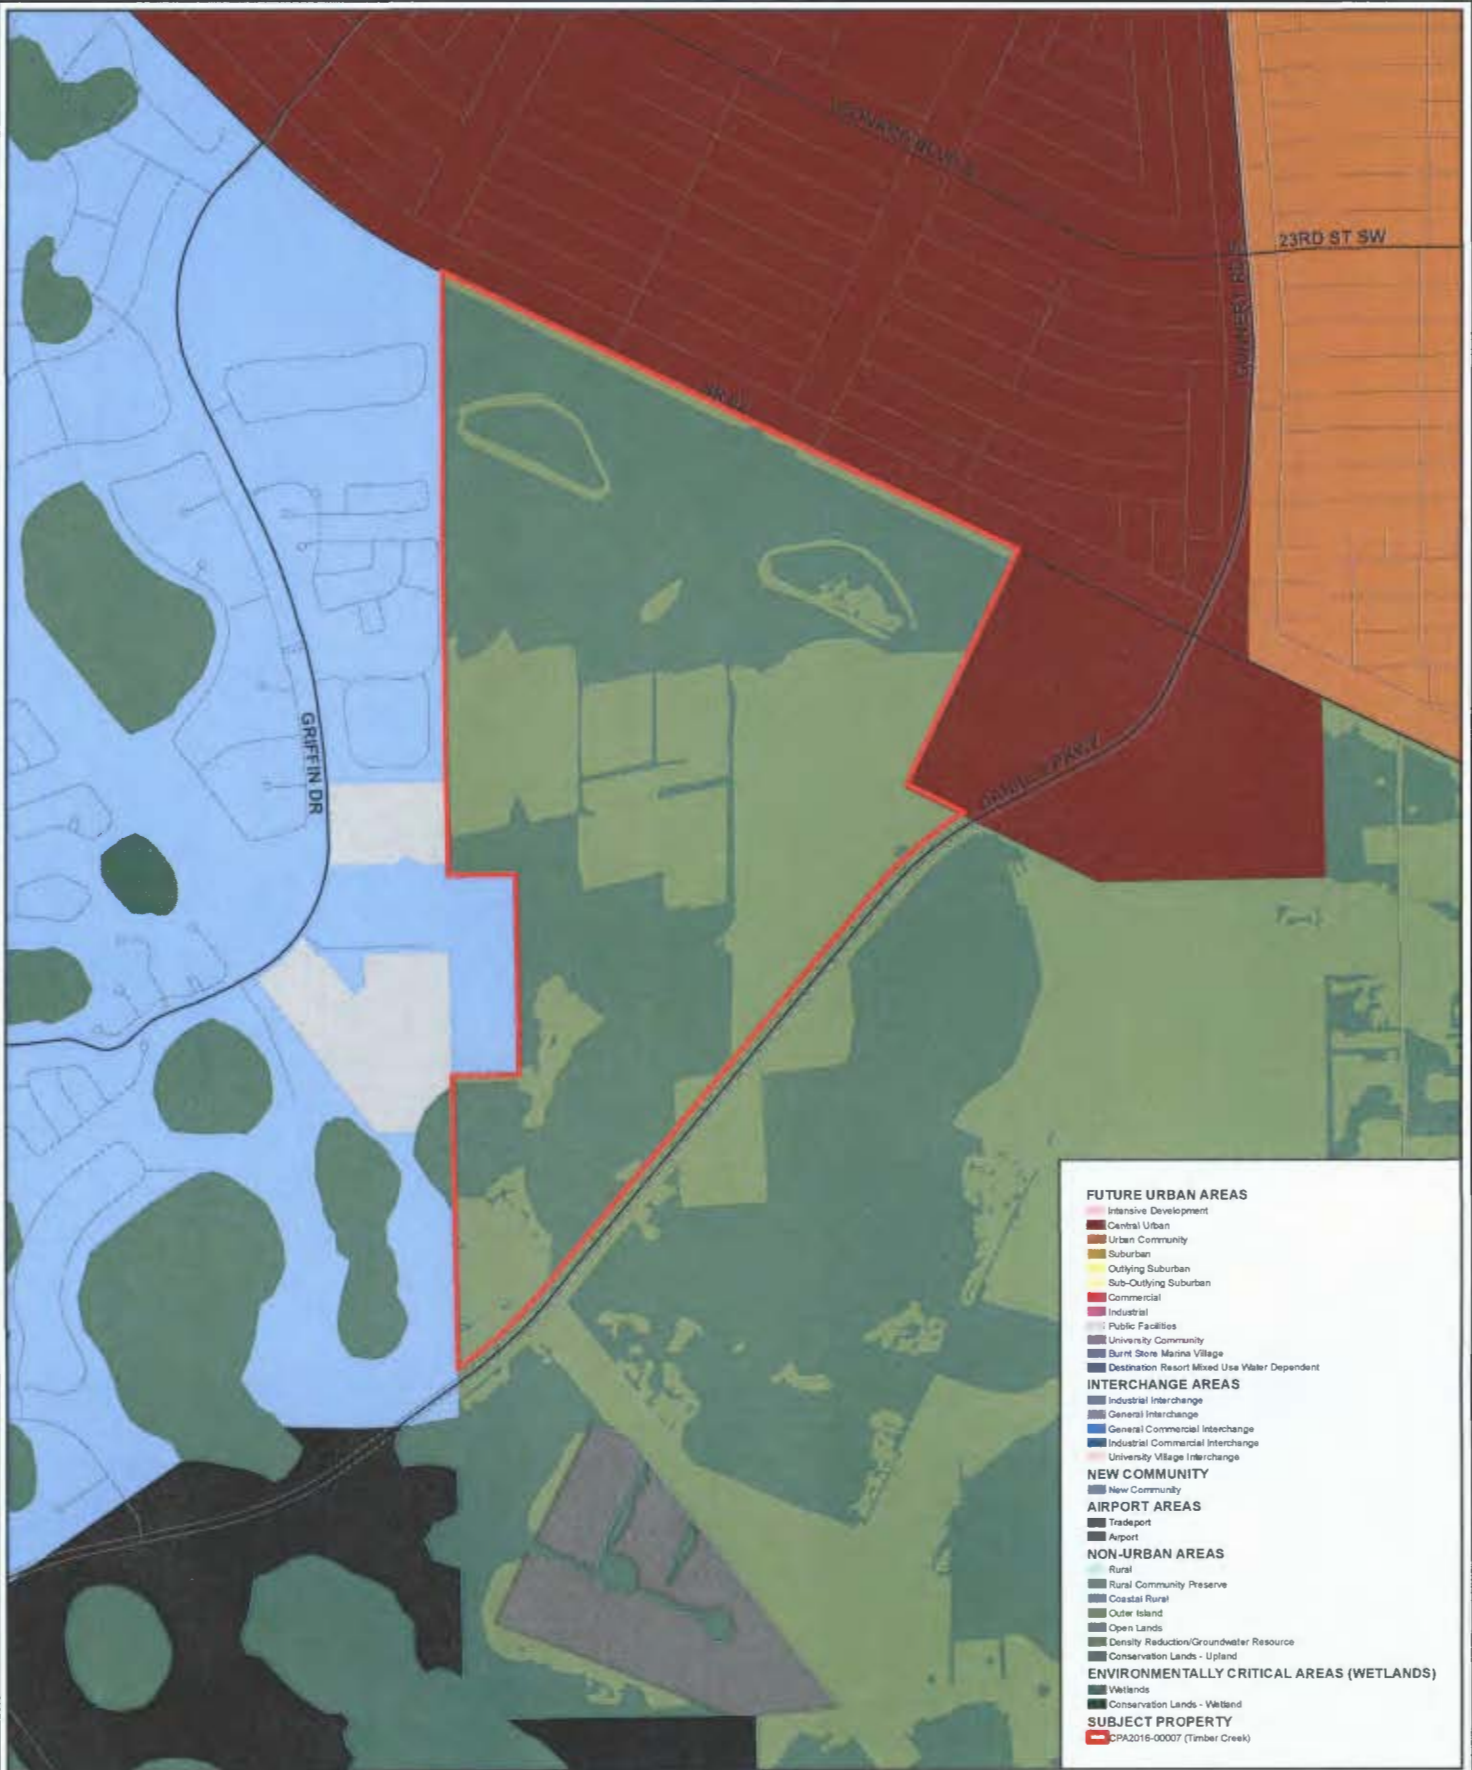 23RD ST SW
GUNNERY RD S
SR 82
GRIFFIN DR
FUTURE URBAN AREAS
Intensive Development
Central Urban
Urban Community
Suburban
Outlying Suburban
Sub-Outlying Suburban
Commercial
Industrial
Public Facilities
University Community
Burnt Store Marina Village
Destination Resort Mixed Use Water Dependent
INTERCHANGE AREAS
Industrial Interchange
General Interchange
General Commercial Interchange
Industrial Commercial Interchange
University Village Interchange
NEW COMMUNITY
New Community
AIRPORT AREAS
Tradeport
Airport
NON-URBAN AREAS
Rural
Rural Community Preserve
Coastal Rural
Outer Island
Open Lands
Density Reduction/Groundwater Resource
Conservation Lands - Upland
ENVIRONMENTALLY CRITICAL AREAS (WETLANDS)
Wetlands
Conservation Lands - Wetland
SUBJECT PROPERTY
CPA2016-00007 (Timber Creek)